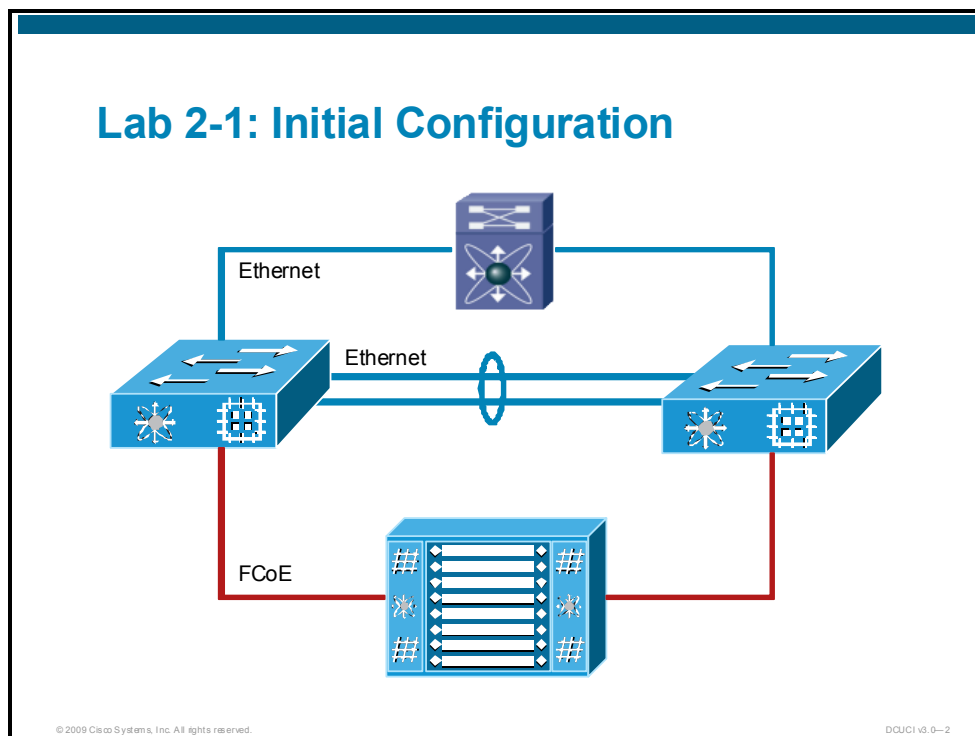 Lab 2-1: Initial Configuration
Ethernet
Ethernet
FCoE
© 2009 Cisco Systems, Inc. All rights reserved.
DCUCI v3.0—2